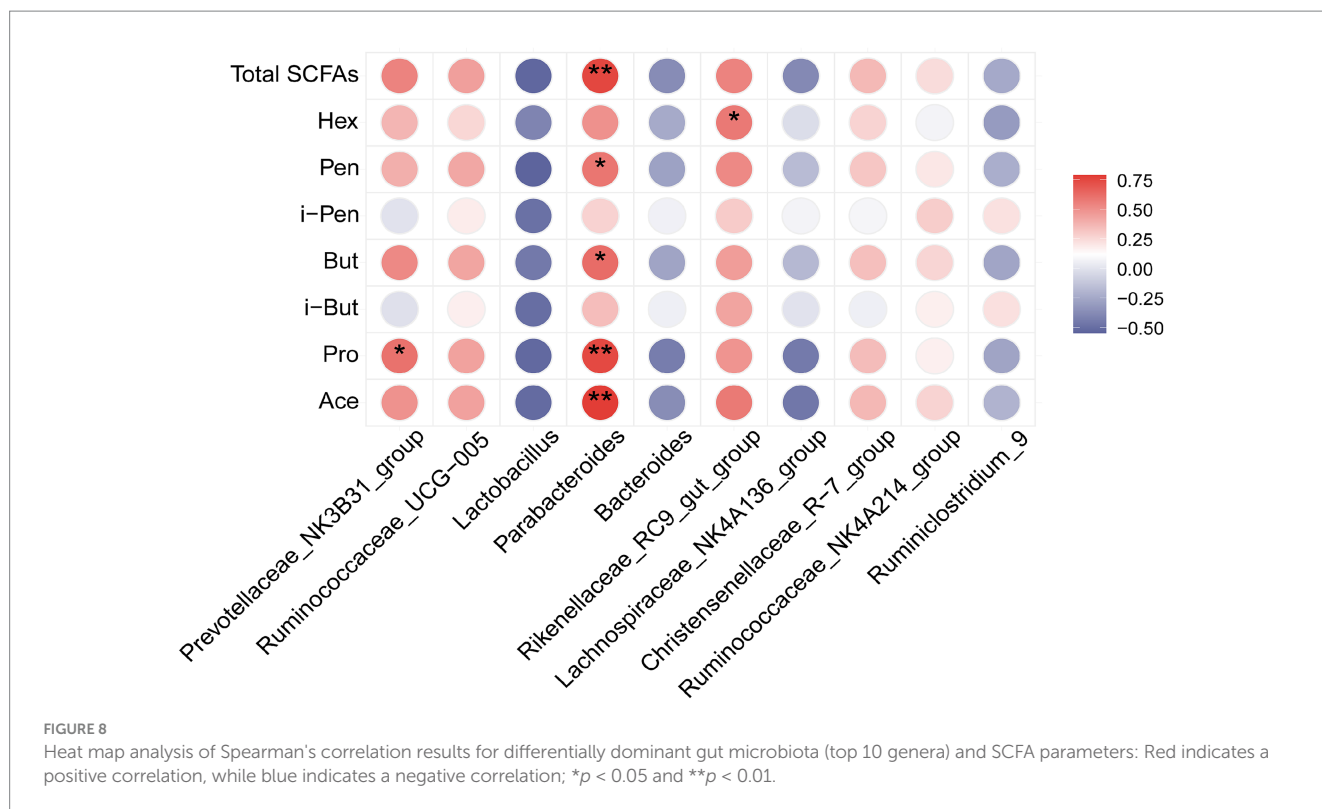 Total SCFAs
**
Hex
*
Pen
*
i-Pen
But
*
i-But
Pro
*
**
Ace
**
0.75
0.50
0.25
0.00
−0.25
−0.50
Prevotellaceae_NK3B31_group
Ruminococcaceae_UCG−005
Lactobacillus
Parabacteroides
Bacteroides
Rikenellaceae_RC9_gut_group
Lachnospiraceae_NK4A136_group
Christensenellaceae_R−7_group
Ruminococcaceae_NK4A214_group
Ruminiclostridium_9
FIGURE 8
Heat map analysis of Spearman's correlation results for differentially dominant gut microbiota (top 10 genera) and SCFA parameters: Red indicates a
positive correlation, while blue indicates a negative correlation; *p < 0.05 and **p < 0.01.